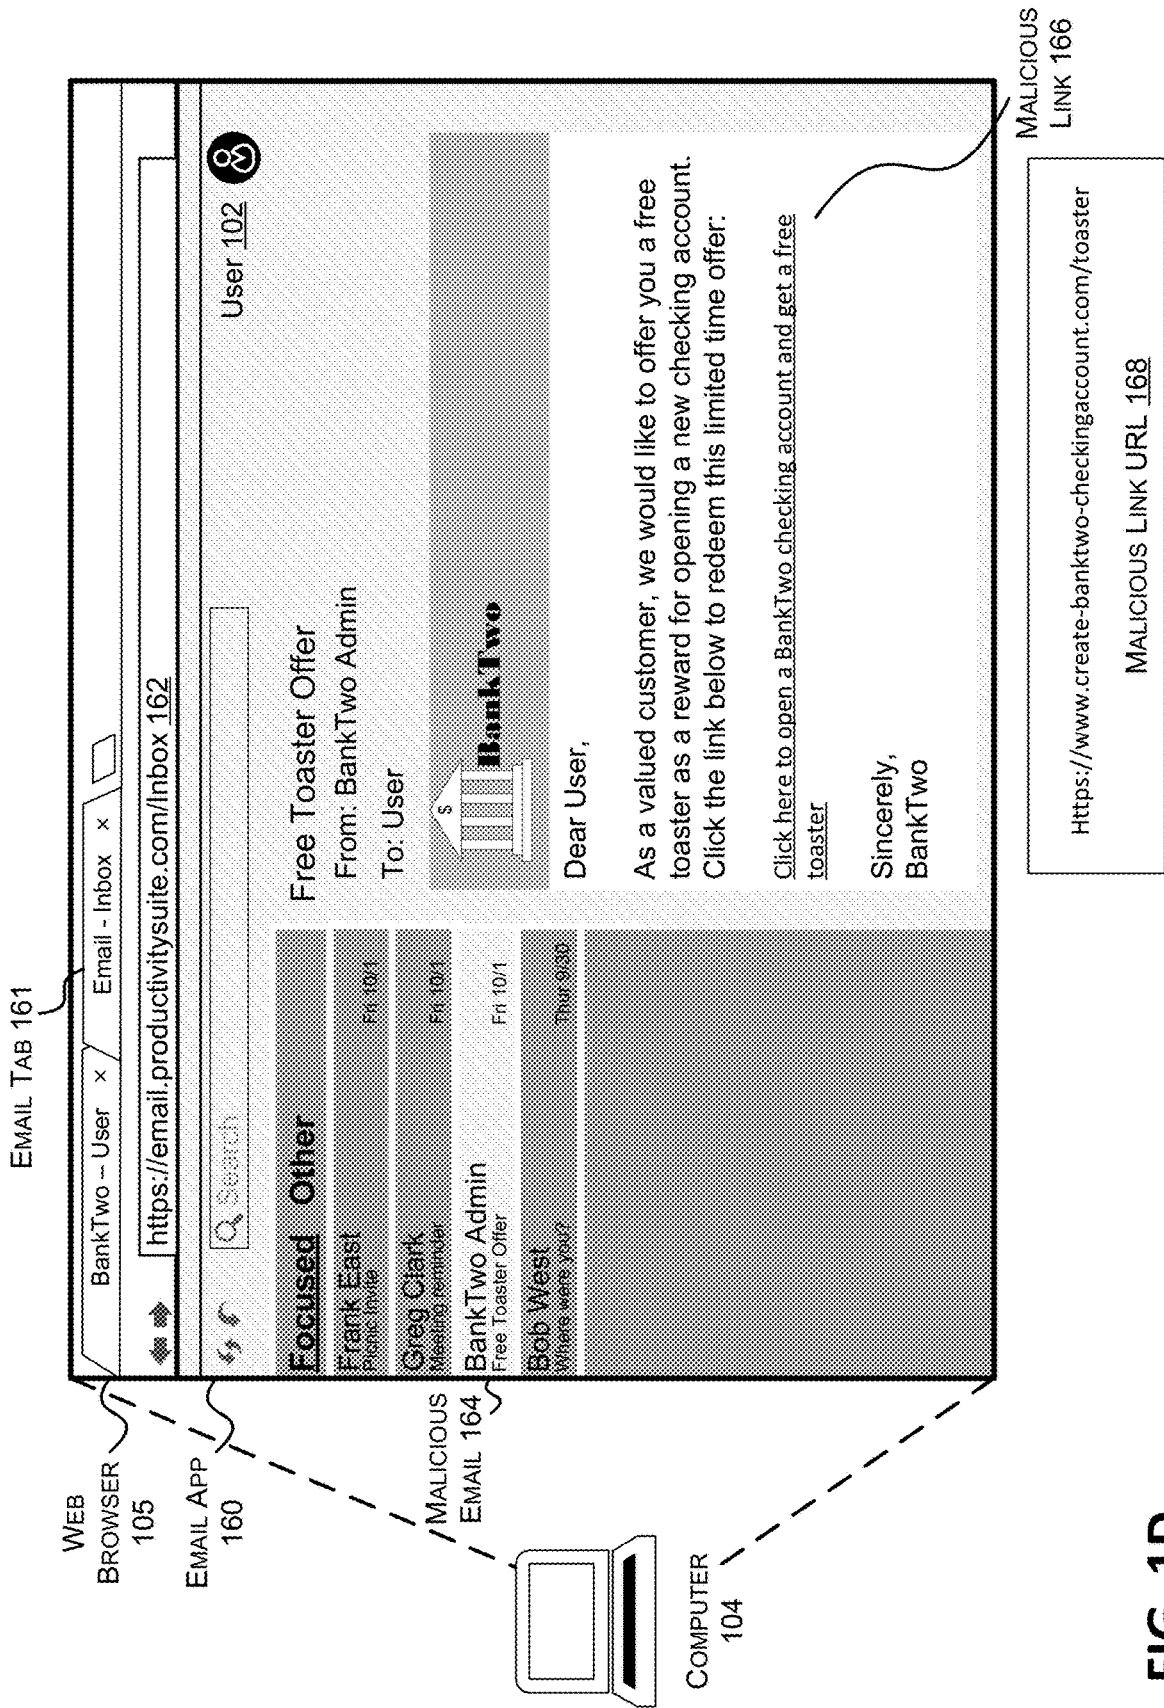 EMAIL TAB 161
WEB
BROWSER
105
BankTwo – User ×
Email - Inbox ×
https://email.productivitysuite.com/Inbox 162
EMAIL APP
160
Search
User 102
Focused Other
Frank East
Picnic Invite
Fri 10/1
Greg Clark
Meeting reminder
Fri 10/1
MALICIOUS
EMAIL 164
BankTwo Admin
Free Toaster Offer
Fri 10/1
Bob West
Where were you?
Thur 9/30
Free Toaster Offer
From: BankTwo Admin
To: User
$
BankTwo
Dear User,
As a valued customer, we would like to offer you a free
toaster as a reward for opening a new checking account.
Click the link below to redeem this limited time offer:
Click here to open a BankTwo checking account and get a free
toaster
Sincerely,
BankTwo
MALICIOUS
LINK 166
COMPUTER
104
Https://www.create-banktwo-checkingaccount.com/toaster
MALICIOUS LINK URL 168
FIG. 1D